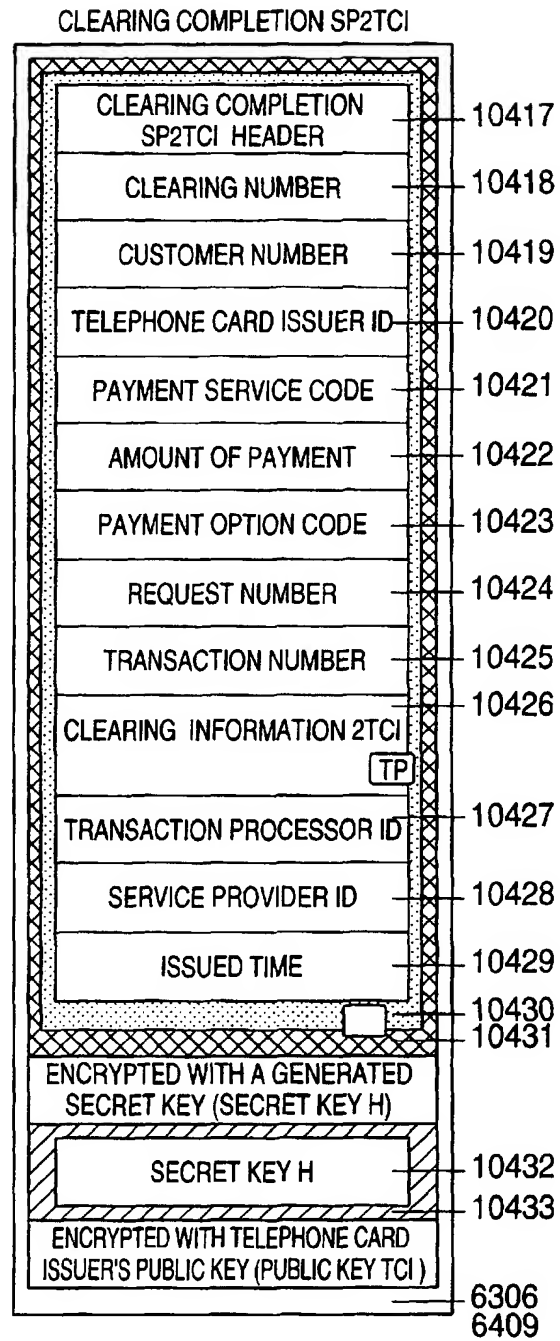 CLEARING COMPLETION SP2TCI
CLEARING COMPLETION
SP2TCI HEADER
10417
CLEARING NUMBER
10418
CUSTOMER NUMBER
10419
TELEPHONE CARD ISSUER ID
10420
PAYMENT SERVICE CODE
10421
AMOUNT OF PAYMENT
10422
PAYMENT OPTION CODE
10423
REQUEST NUMBER
10424
TRANSACTION NUMBER
10425
10426
CLEARING INFORMATION 2TCI
TP
TRANSACTION PROCESSOR ID
10427
SERVICE PROVIDER ID
10428
ISSUED TIME
10429
10430
10431
ENCRYPTED WITH A GENERATED
SECRET KEY (SECRET KEY H)
SECRET KEY H
10432
10433
ENCRYPTED WITH TELEPHONE CARD
ISSUER'S PUBLIC KEY (PUBLIC KEY TCI )
6306
6409